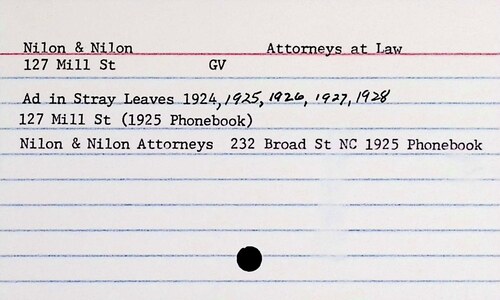 Nilon & Nilon Attorneys at Law
127 Mill St GV
Ad in Stray Leaves 1924, 1925, 1926, 1927, 1928
127 Mill St (1925 Phonebook)
Nilon & Nilon Attorneys 232 Broad St NC 1925 Phonebook